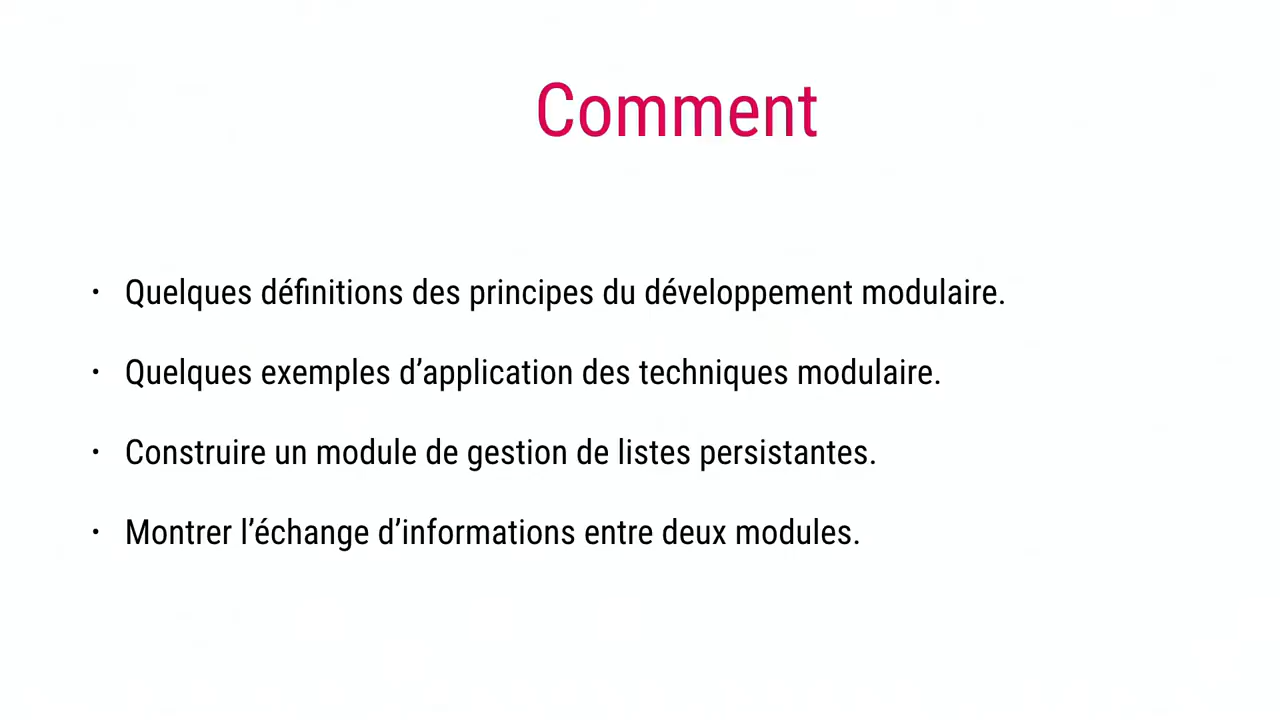 Comment
• Quelques définitions des principes du développement modulaire.
• Quelques exemples d’application des techniques modulaire.
• Construire un module de gestion de listes persistantes.
• Montrer l’échange d’informations entre deux modules.